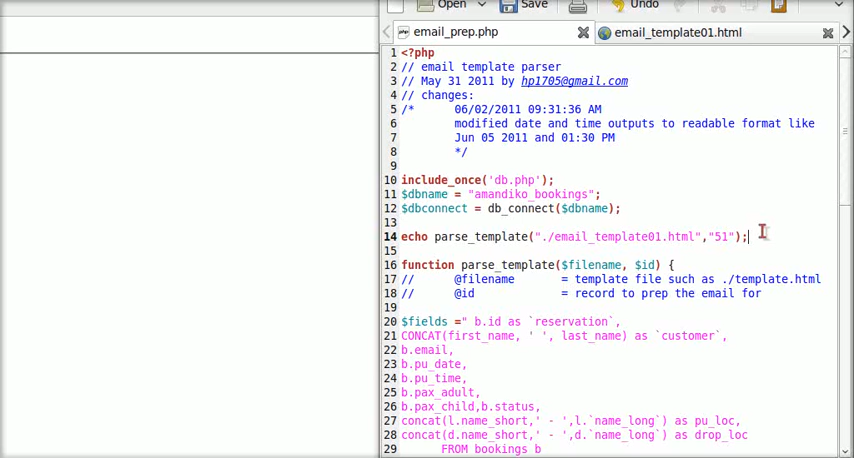 Open Save Undo
email_prep.php email_template01.html
1 <?php
2 // email template parser
3 // May 31 2011 by hp1705@gmail.com
4 // changes:
5 /* 06/02/2011 09:31:36 AM
6 modified date and time outputs to readable format like
7 Jun 05 2011 and 01:30 PM
8 */
9
10 include_once('db.php');
11 $dbname = "amandiko_bookings";
12 $dbconnect = db_connect($dbname);
13
14 echo parse_template("./email_template01.html","51");
15
16 function parse_template($filename, $id) {
17 // @filename = template file such as ./template.html
18 // @id = record to prep the email for
19
20 $fields =" b.id as `reservation`,
21 CONCAT(first_name, ' ', last_name) as `customer`,
22 b.email,
23 b.pu_date,
24 b.pu_time,
25 b.pax_adult,
26 b.pax_child,b.status,
27 concat(l.name_short,' - ',l.`name_long`) as pu_loc,
28 concat(d.name_short,' - ',d.`name_long`) as drop_loc
29 FROM bookings b